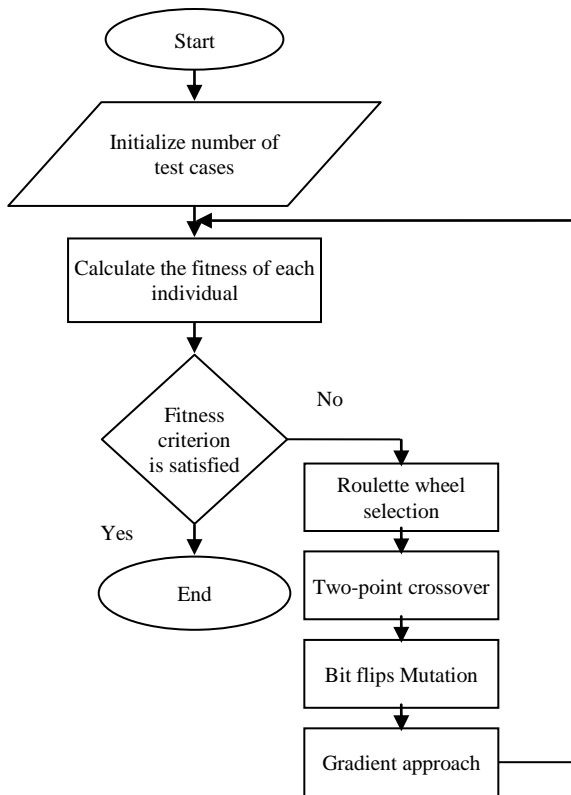 Start
Initialize number of
test cases
Calculate the fitness of each
individual
No
Fitness
criterion
is satisfied
Roulette wheel
selection
Yes
Two-point crossover
End
Bit flips Mutation
Gradient approach